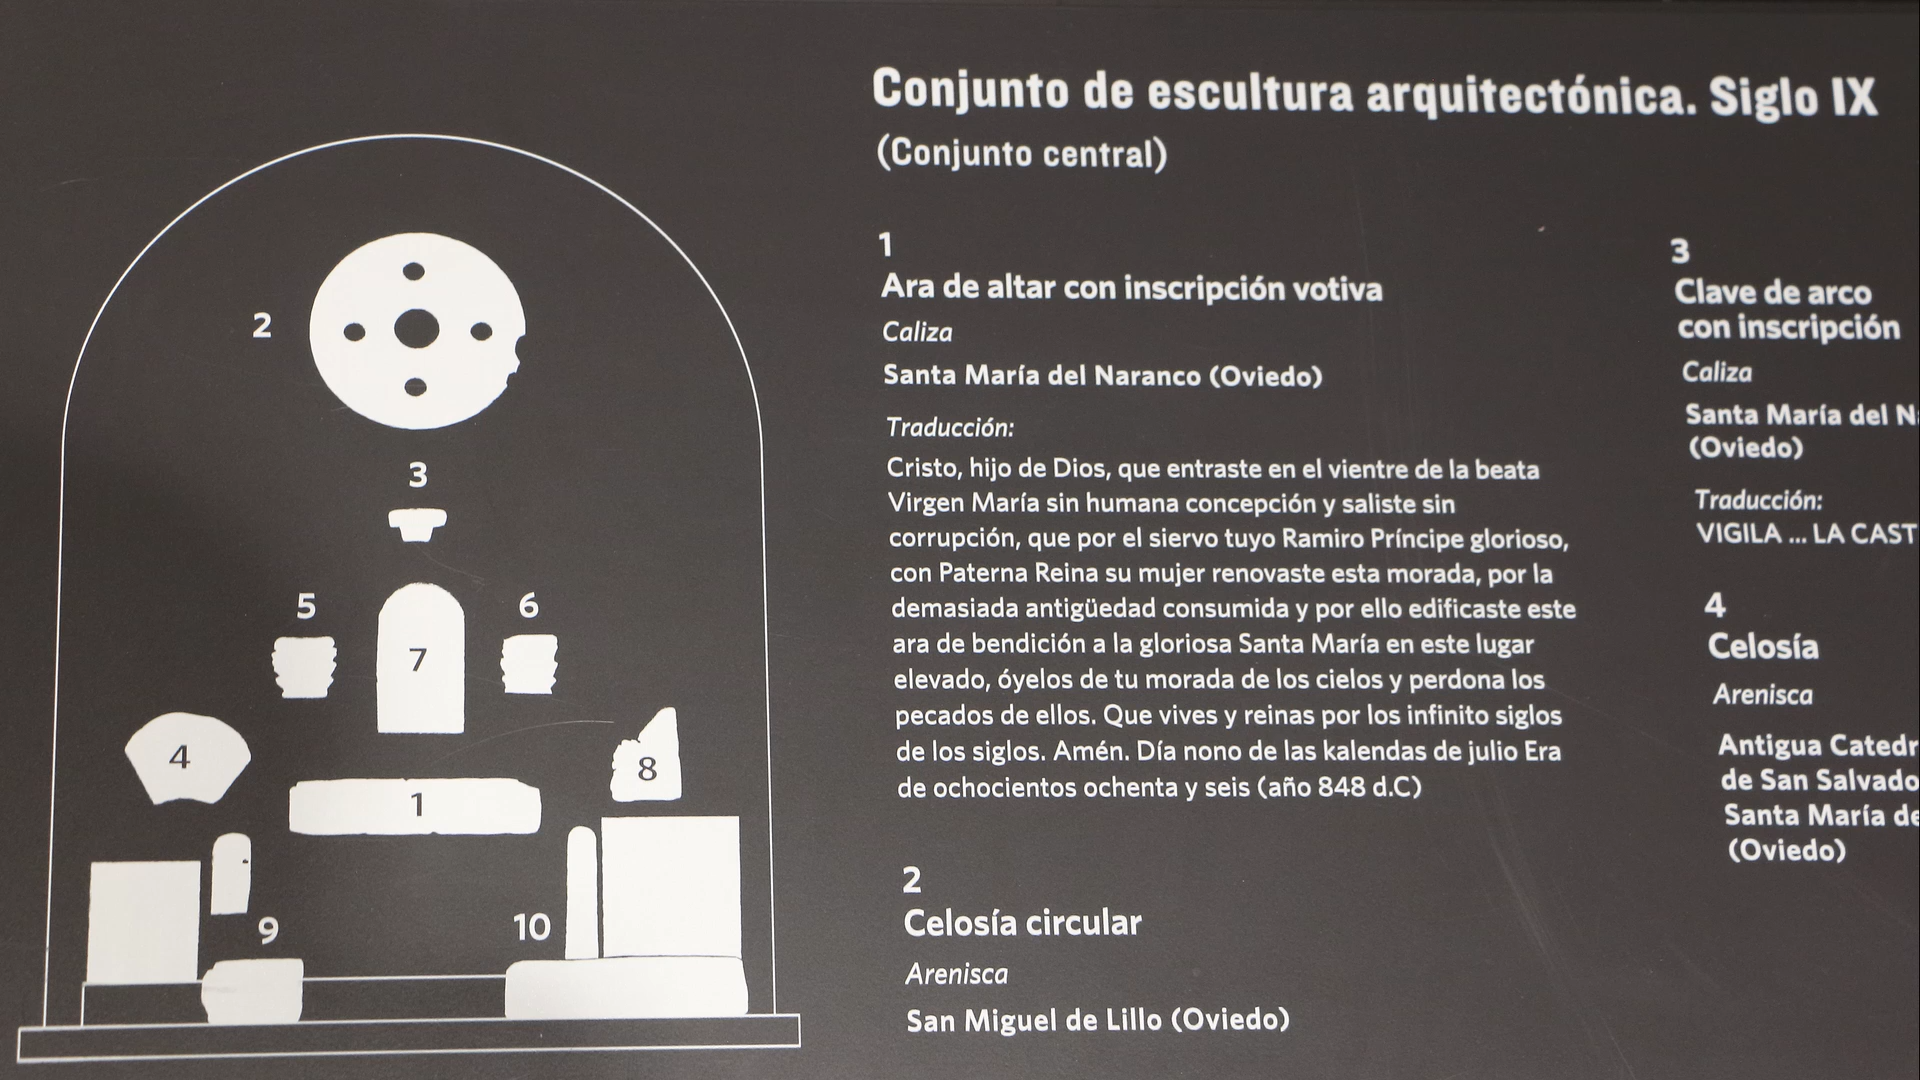 Conjunto de escultura arquitectónica. Siglo IX
(Conjunto central)
1
Ara de altar con inscripción votiva
Caliza
Santa María del Naranco (Oviedo)
Traducción:
Cristo, hijo de Dios, que entraste en el vientre de la beata
Virgen María sin humana concepción y saliste sin
corrupción, que por el siervo tuyo Ramiro Príncipe glorioso,
con Paterna Reina su mujer renovaste esta morada, por la
demasiada antigüedad consumida y por ello edificaste este
ara de bendición a la gloriosa Santa María en este lugar
elevado, óyelos de tu morada de los cielos y perdona los
pecados de ellos. Que vives y reinas por los infinito siglos
de los siglos. Amén. Día nono de las kalendas de julio Era
de ochocientos ochenta y seis (año 848 d.C)
2
Celosía circular
Arenisca
San Miguel de Lillo (Oviedo)
3
Clave de arco
con inscripción
Caliza
Santa María del
(Oviedo)
Traducción:
VIGILA ... LA
4
Celosía
Arenisca
Antigua
de San
Santa María
(Oviedo)
2
3
5
6
7
4
8
1
9
10